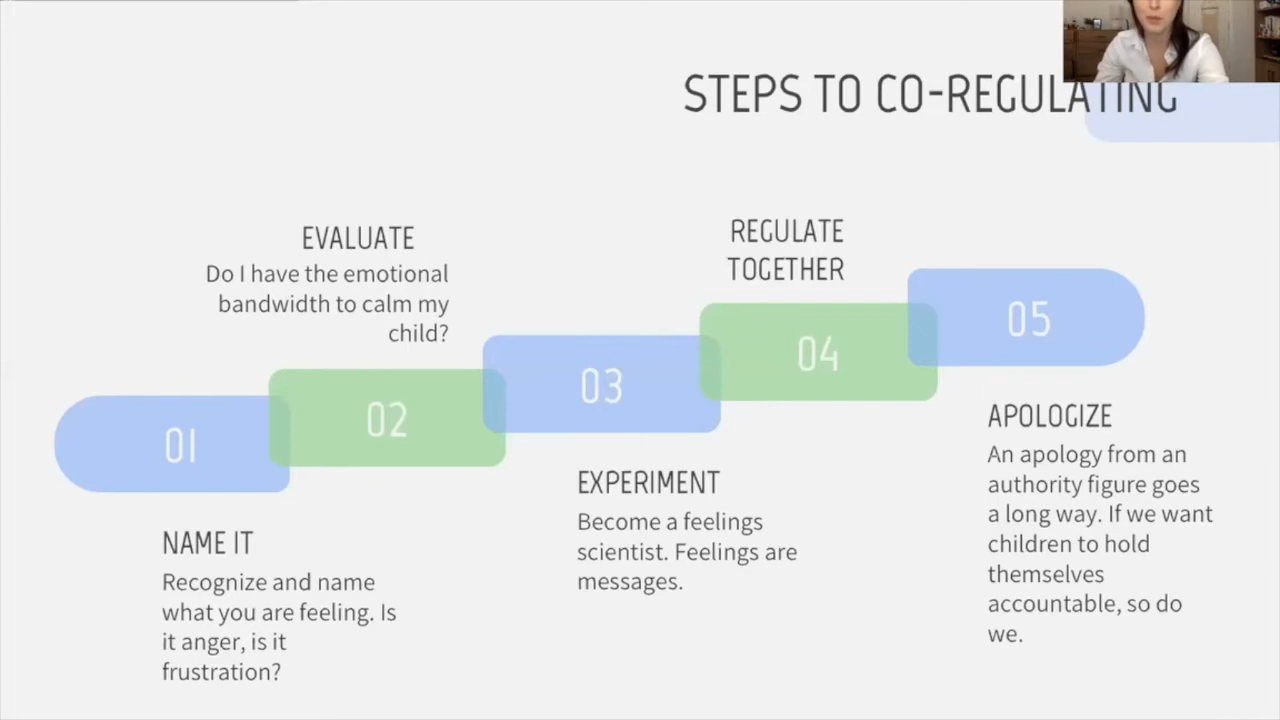 STEPS TO CO-REGULATING
01
NAME IT
Recognize and name
what you are feeling. Is
it anger, is it
frustration?
EVALUATE
Do I have the emotional
bandwidth to calm my
child?
02
03
EXPERIMENT
Become a feelings
scientist. Feelings are
messages.
REGULATE
TOGETHER
04
05
APOLOGIZE
An apology from an
authority figure goes
a long way. If we want
children to hold
themselves
accountable, so do
we.